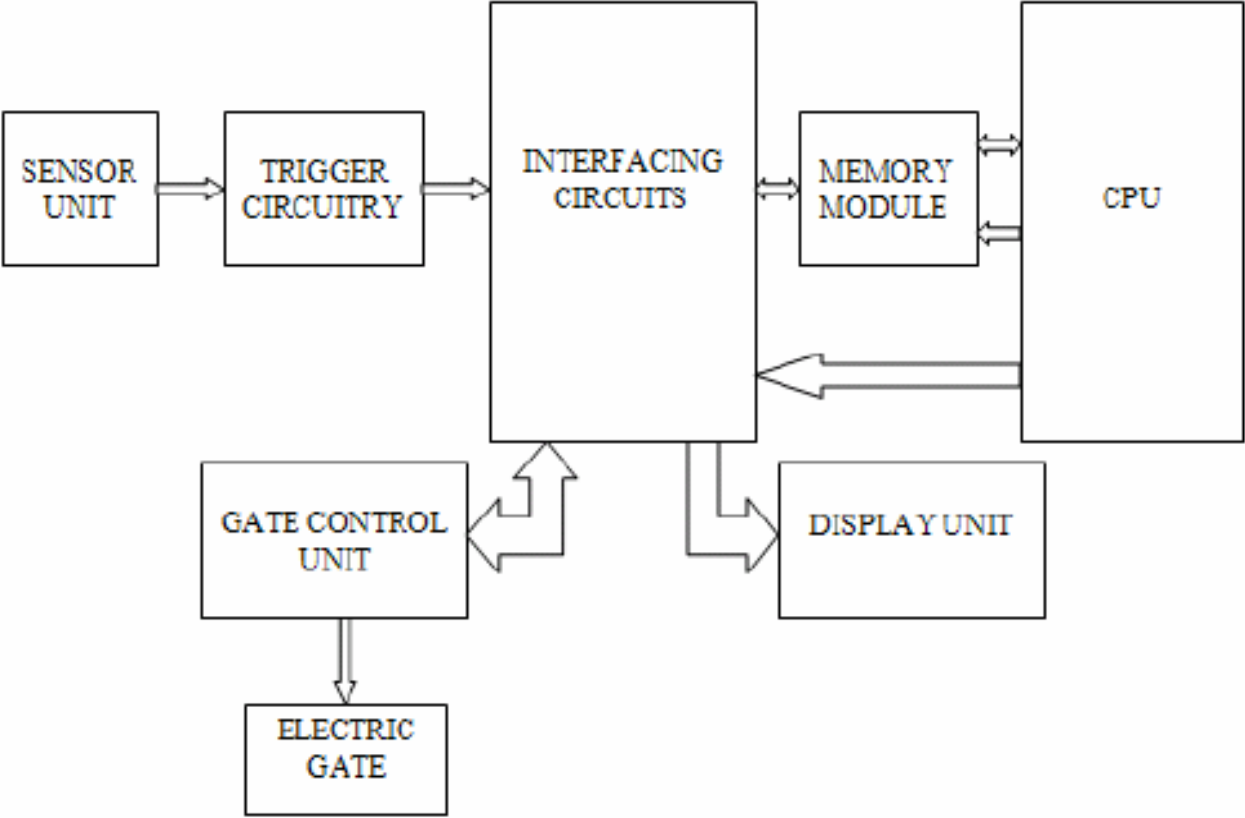 SENSOR
UNIT
TRIGGER
CIRCUITRY
INTERFACING
CIRCUITS
MEMORY
MODULE
CPU
GATE CONTROL
UNIT
DISPLAY UNIT
ELECTRIC
GATE